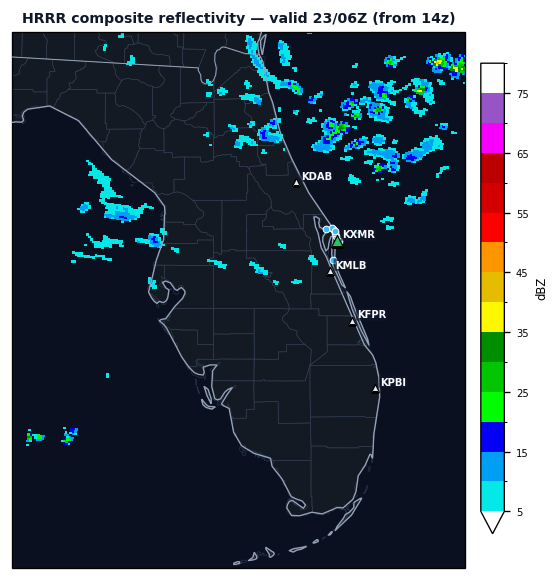 HRRR composite reflectivity — valid 23/06Z (from 14z)
KDAB
KXMR
KMLB
KFPR
KPBI
75
65
55
45
35
25
15
5
dBZ